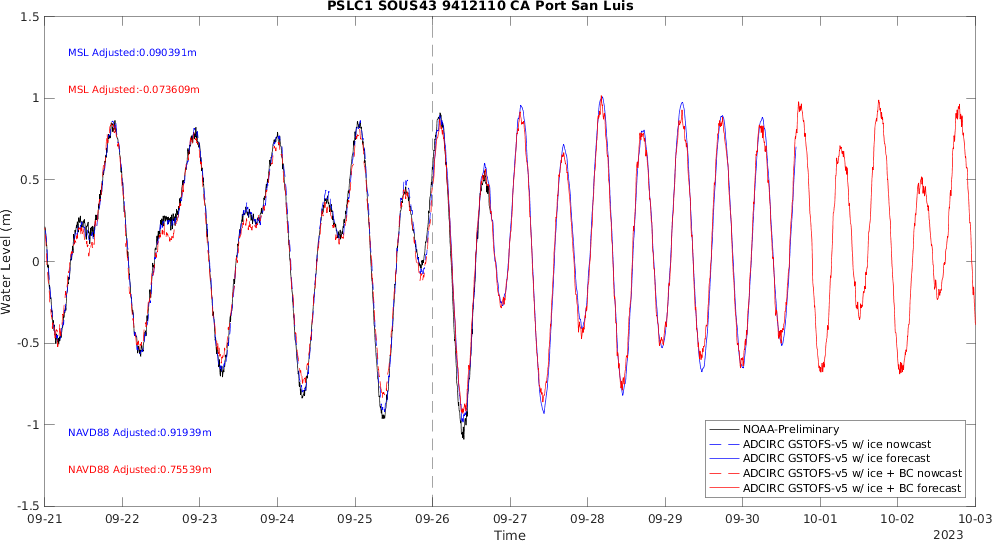 PSLC1 SOUS43 9412110 CA Port San Luis
1.5
1
0.5
0
-0.5
-1
-1.5
Water Level (m)
MSL Adjusted:0.090391m
MSL Adjusted:-0.073609m
NAVD88 Adjusted:0.91939m
NAVD88 Adjusted:0.75539m
NOAA-Preliminary
ADCIRC GSTOFS-v5 w/ ice nowcast
ADCIRC GSTOFS-v5 w/ ice forecast
ADCIRC GSTOFS-v5 w/ ice + BC nowcast
ADCIRC GSTOFS-v5 w/ ice + BC forecast
09-21 09-22 09-23 09-24 09-25 09-26 09-27 09-28 09-29 09-30 10-01 10-02 10-03
Time
2023